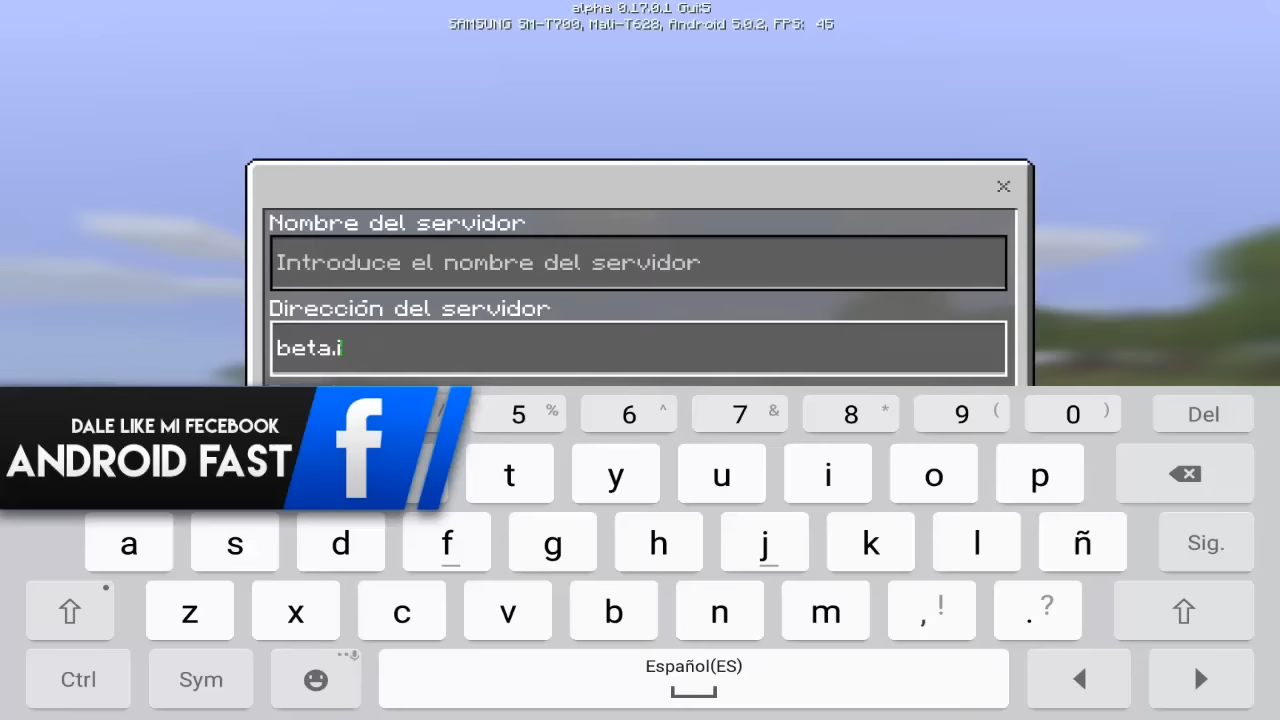 alpha 0.17.0.1 Gui:5
SAMSUNG SM-T700, Mali-T628, Android 5.0.2, FPS: 45
Nombre del servidor
Introduce el nombre del servidor
Dirección del servidor
beta.i
DALE LIKE MI FECEBOOK
ANDROID FAST
f
/ 5 % 6 ^ 7 & 8 * 9 ( 0 ) Del
t y u i o p
a s d f g h j k l ñ Sig.
z x c v b n m , ! . ?
Ctrl Sym Español(ES)